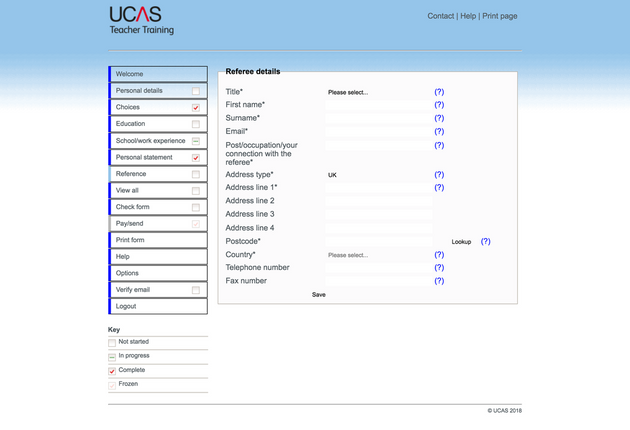 UCAS
Teacher Training
Contact | Help | Print page
Welcome
Personal details
Choices
Education
School/work experience
Personal statement
Reference
View all
Check form
Pay/send
Print form
Help
Options
Verify email
Logout
Key
Not started
In progress
Complete
Frozen
Referee details
Title* Please select... (?)
First name* (?)
Surname* (?)
Email* (?)
Post/occupation/your (?)
connection with the
referee*
Address type* UK (?)
Address line 1* (?)
Address line 2
Address line 3
Address line 4
Postcode* Lookup (?)
Country* Please select... (?)
Telephone number (?)
Fax number (?)
Save
© UCAS 2018